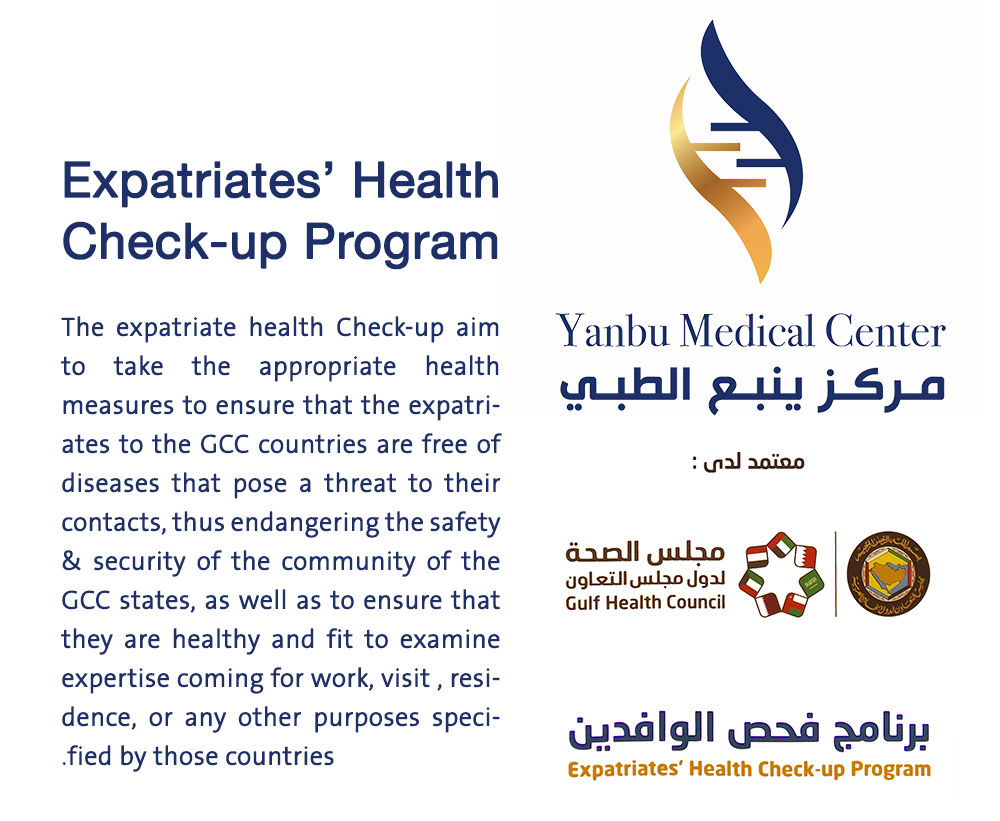 Expatriates’ Health
Check-up Program
The expatriate health Check-up aim
to take the appropriate health
measures to ensure that the expatri-
ates to the GCC countries are free of
diseases that pose a threat to their
contacts, thus endangering the safety
& security of the community of the
GCC states, as well as to ensure that
they are healthy and fit to examine
expertise coming for work, visit , resi-
dence, or any other purposes speci-
.fied by those countries
Yanbu Medical Center
مركز ينبع الطبي
معتمد لدى :
مجلس الصحة
لدول مجلس التعاون
Gulf Health Council
برنامج فحص الوافدين
Expatriates’ Health Check-up Program